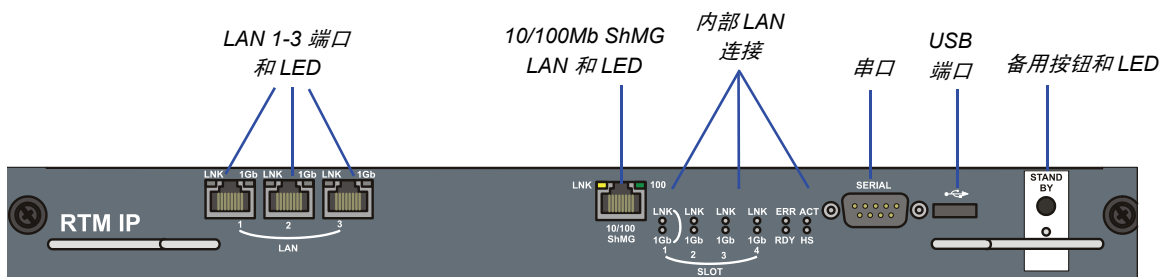 LAN 1-3 端口
和 LED
10/100Mb ShMG
LAN 和 LED
内部 LAN
连接
串口
USB
端口
备用按钮和 LED
RTM IP
LNK 1Gb LNK 1Gb LNK 1Gb
1 2 3
LAN
LNK 100
10/100
ShMG
LNK LNK LNK LNK ERR ACT
1Gb 1Gb 1Gb 1Gb RDY HS
1 2 3 4
SLOT
SERIAL
STAND
BY